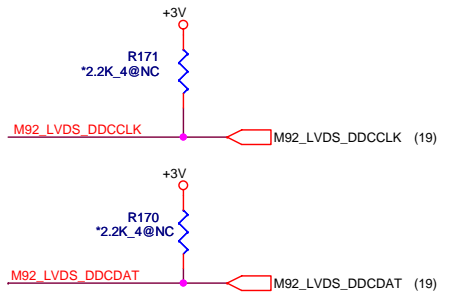 +3V
R171
*2.2K_4@NC
M92_LVDS_DDCCLK
M92_LVDS_DDCCLK (19)
+3V
R170
*2.2K_4@NC
M92_LVDS_DDCDAT
M92_LVDS_DDCDAT (19)